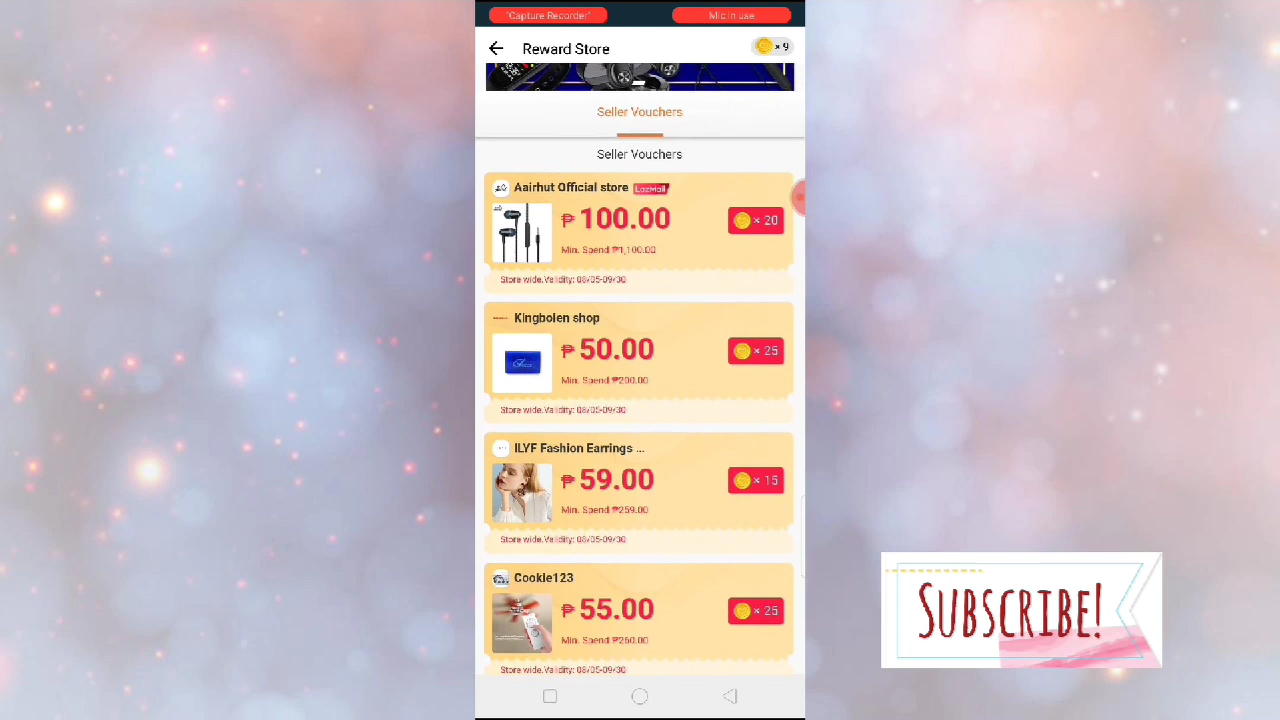 "Capture Recorder"
Mic in use
Reward Store
× 9
Seller Vouchers
Seller Vouchers
Aairhut Official store LazMall
₱ 100.00
× 20
Min. Spend ₱1,100.00
Store wide.Validity: 08/05-09/30
Kingbolen shop
₱ 50.00
× 25
Min. Spend ₱200.00
Store wide.Validity: 08/05-09/30
ILYF Fashion Earrings ...
₱ 59.00
× 15
Min. Spend ₱259.00
Store wide.Validity: 08/05-09/30
Cookie123
₱ 55.00
× 25
Min. Spend ₱260.00
Store wide.Validity: 08/05-09/30
SUBSCRIBE!